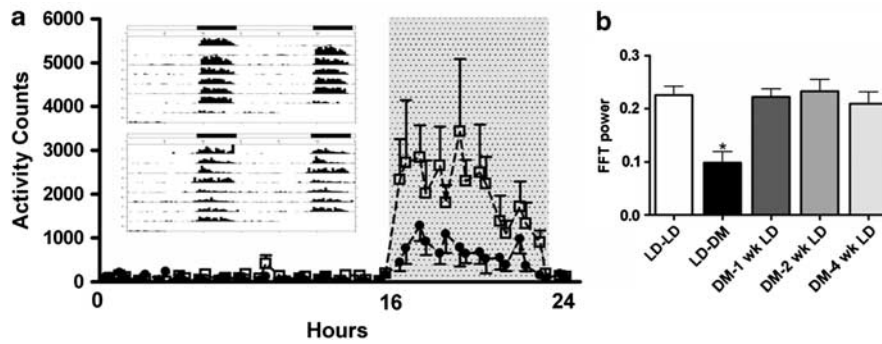 a
6000
5000
4000
3000
2000
1000
0
Activity Counts
0
16
24
Hours
b
0.3
0.2
0.1
0.0
FFT power
*
LD-LD
LD-DM
DM-1 wk LD
DM-2 wk LD
DM-4 wk LD